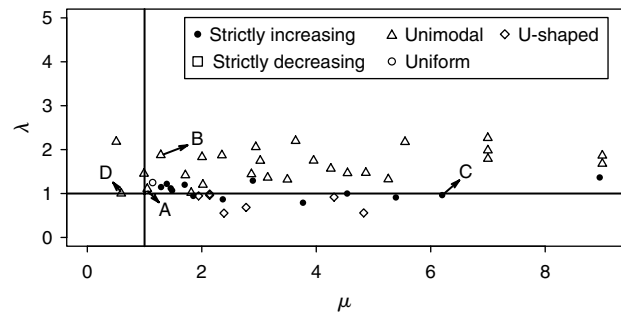 5
4
3
2
1
0
λ
Strictly increasing
Unimodal
U-shaped
Strictly decreasing
Uniform
B
D
A
C
0 2 4 6 8
μ